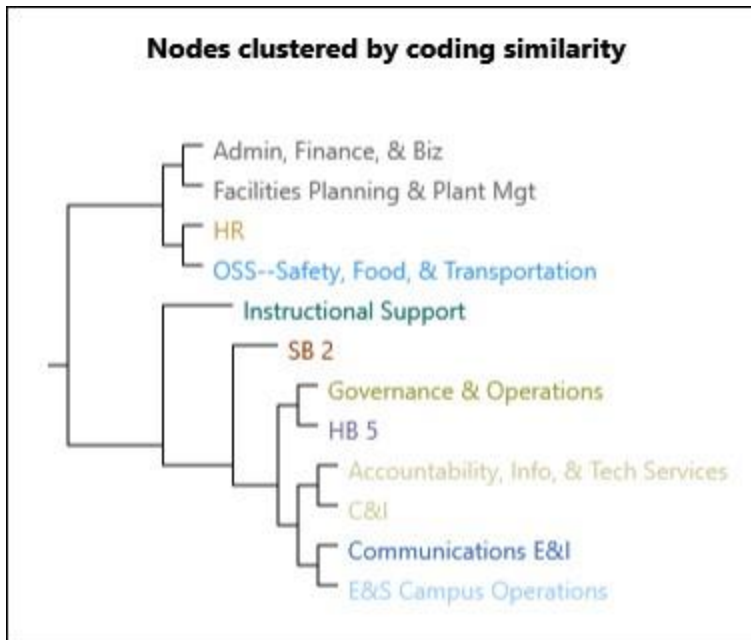 Nodes clustered by coding similarity
Admin, Finance, & Biz
Facilities Planning & Plant Mgt
HR
OSS--Safety, Food, & Transportation
Instructional Support
SB 2
Governance & Operations
HB 5
Accountability, Info, & Tech Services
C&I
Communications E&I
E&S Campus Operations